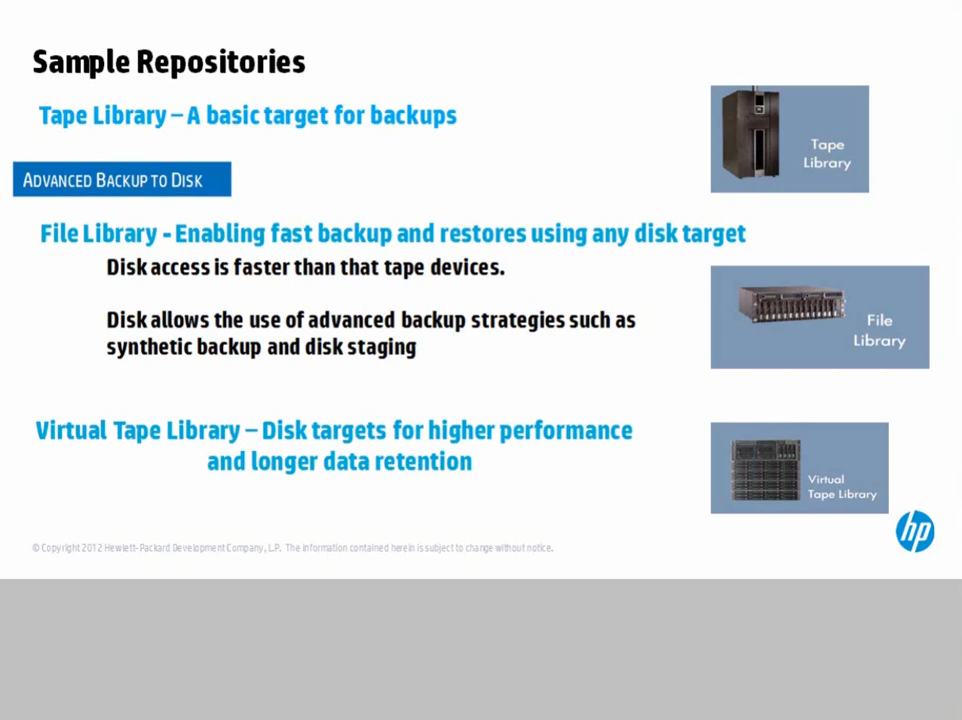 Sample Repositories
Tape Library – A basic target for backups
Tape
Library
ADVANCED BACKUP TO DISK
File Library - Enabling fast backup and restores using any disk target
Disk access is faster than that tape devices.
Disk allows the use of advanced backup strategies such as
synthetic backup and disk staging
File
Library
Virtual Tape Library – Disk targets for higher performance
and longer data retention
Virtual
Tape Library
hp
© Copyright 2012 Hewlett-Packard Development Company, L.P. The information contained herein is subject to change without notice.